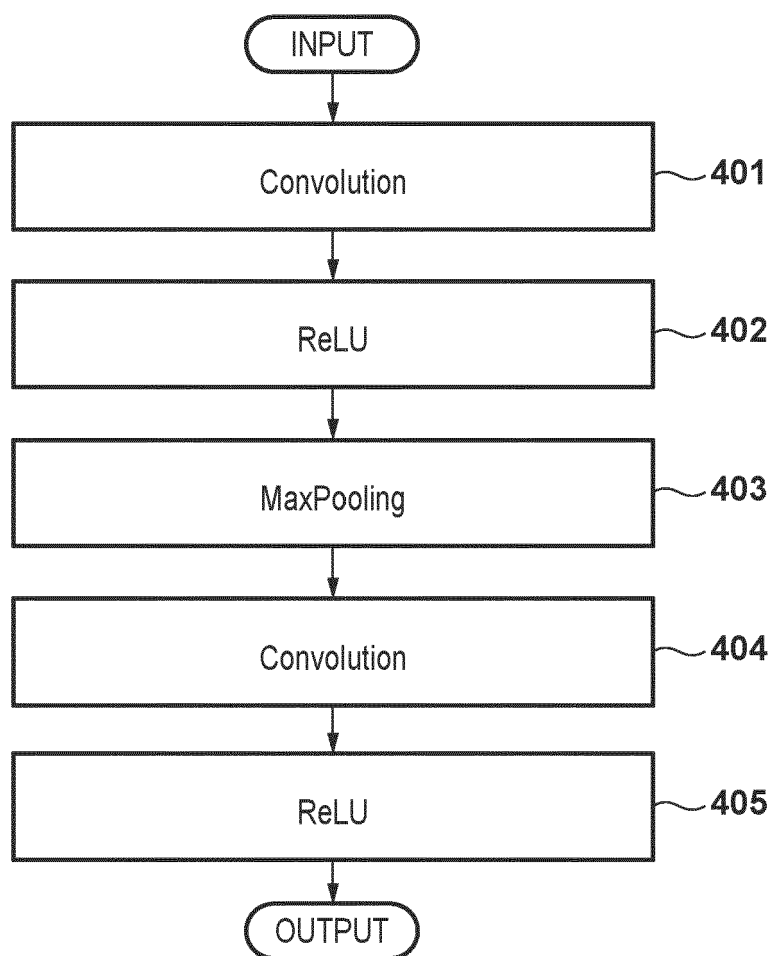 INPUT
Convolution
401
ReLU
402
MaxPooling
403
Convolution
404
ReLU
405
OUTPUT